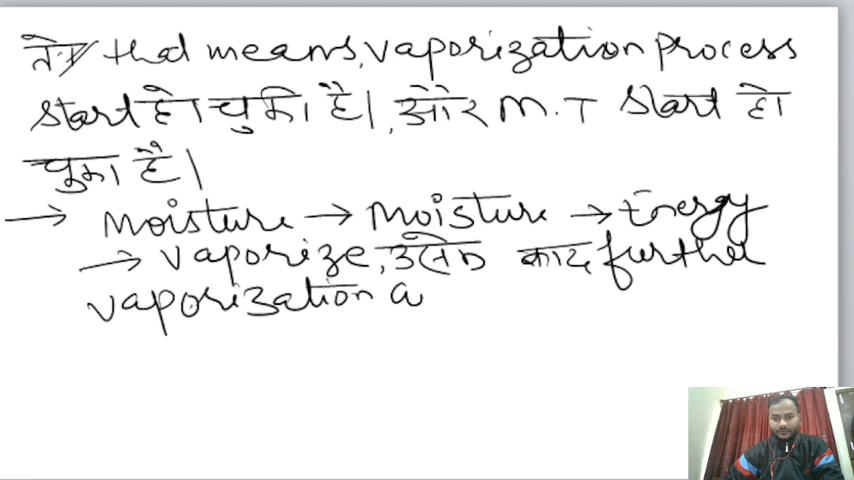 तो that means, vaporization process
start हो चुकी है। और M.T start हो
चुका है।
→ Moisture → Moisture → Energy
→ vaporize, उसके बाद further
vaporization a